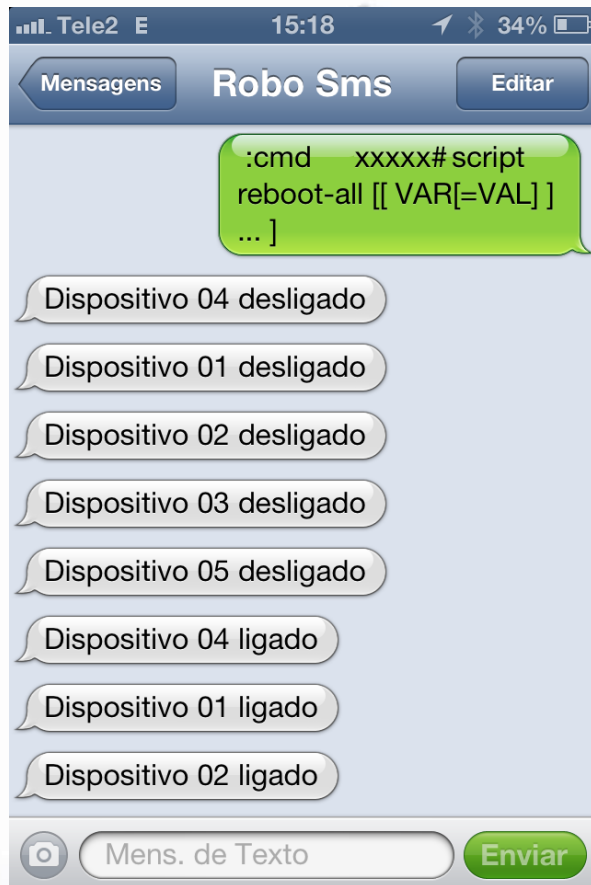 Tele2 E 15:18 34%
Mensagens Robo Sms Editar
:cmd xxxxx# script
reboot-all [[ VAR[=VAL] ]
... ]
Dispositivo 04 desligado
Dispositivo 01 desligado
Dispositivo 02 desligado
Dispositivo 03 desligado
Dispositivo 05 desligado
Dispositivo 04 ligado
Dispositivo 01 ligado
Dispositivo 02 ligado
Mens. de Texto Enviar